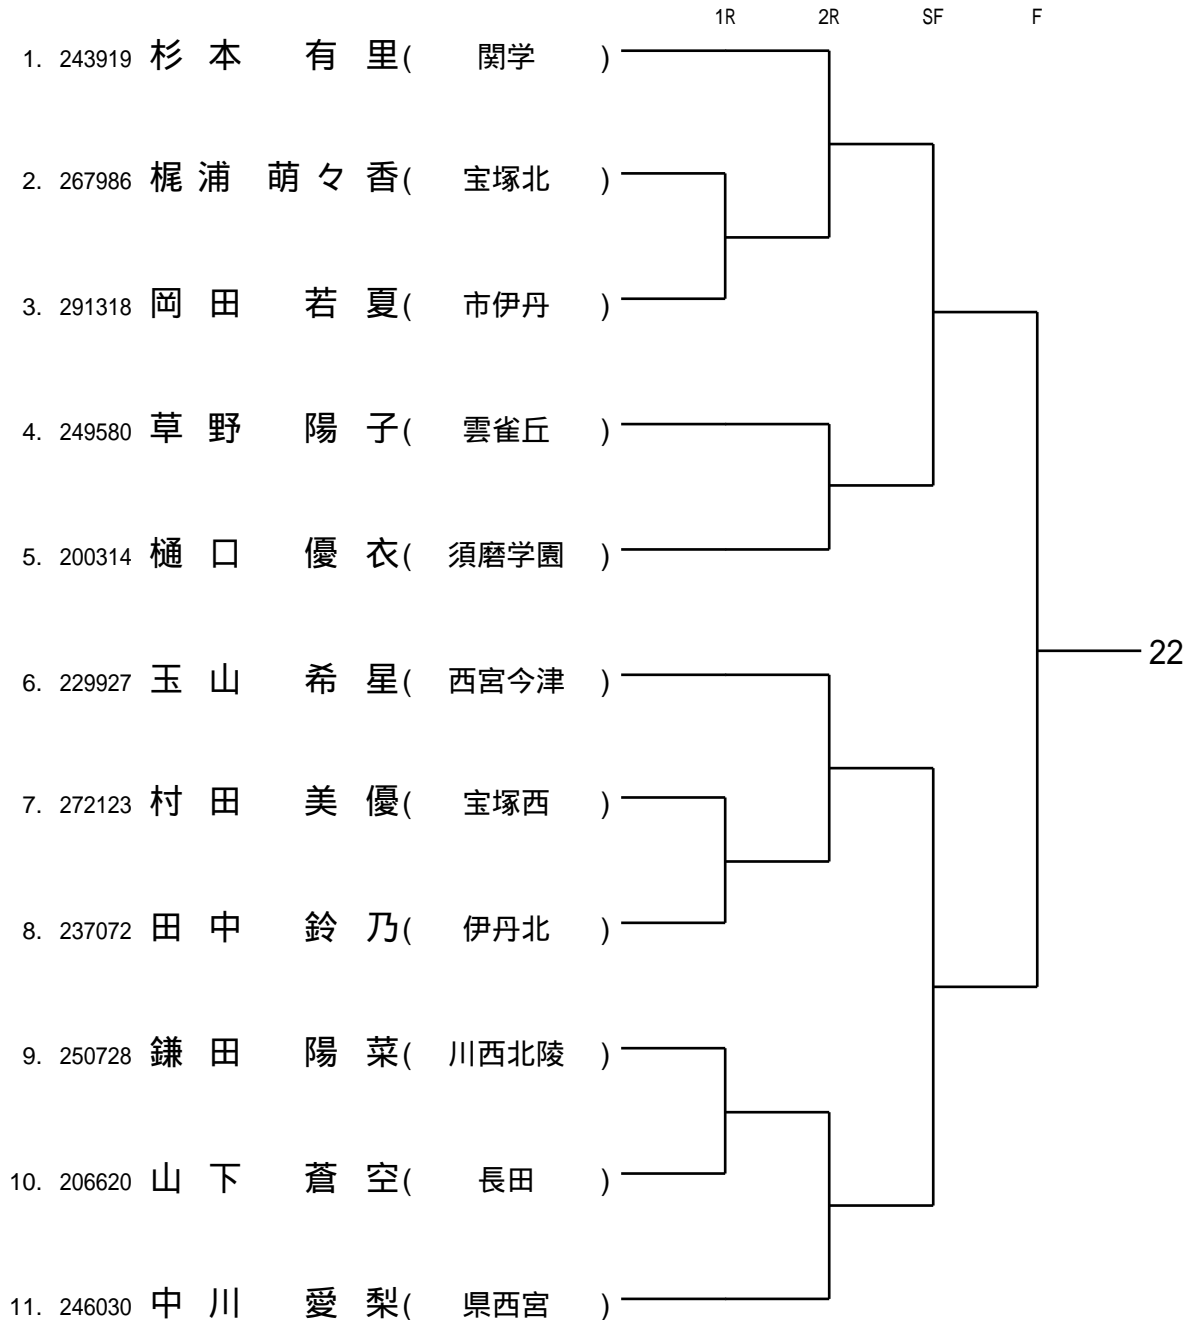 1R 2R SF F
1. 243919 杉本 有里( 関学 )
2. 267986 梶浦 萌々香( 宝塚北 )
3. 291318 岡田 若夏( 市伊丹 )
4. 249580 草野 陽子( 雲雀丘 )
5. 200314 樋口 優衣( 須磨学園 )
22
6. 229927 玉山 希星( 西宮今津 )
7. 272123 村田 美優( 宝塚西 )
8. 237072 田中 鈴乃( 伊丹北 )
9. 250728 鎌田 陽菜( 川西北陵 )
10. 206620 山下 蒼空( 長田 )
11. 246030 中川 愛梨( 県西宮 )